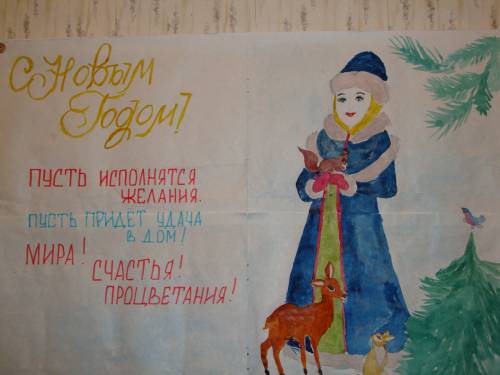 С Новым
Годом!
ПУСТЬ ИСПОЛНЯТСЯ
ЖЕЛАНИЯ.
ПУСТЬ ПРИДЕТ УДАЧА
В ДОМ!
МИРА!
СЧАСТЬЯ!
ПРОЦВЕТАНИЯ!